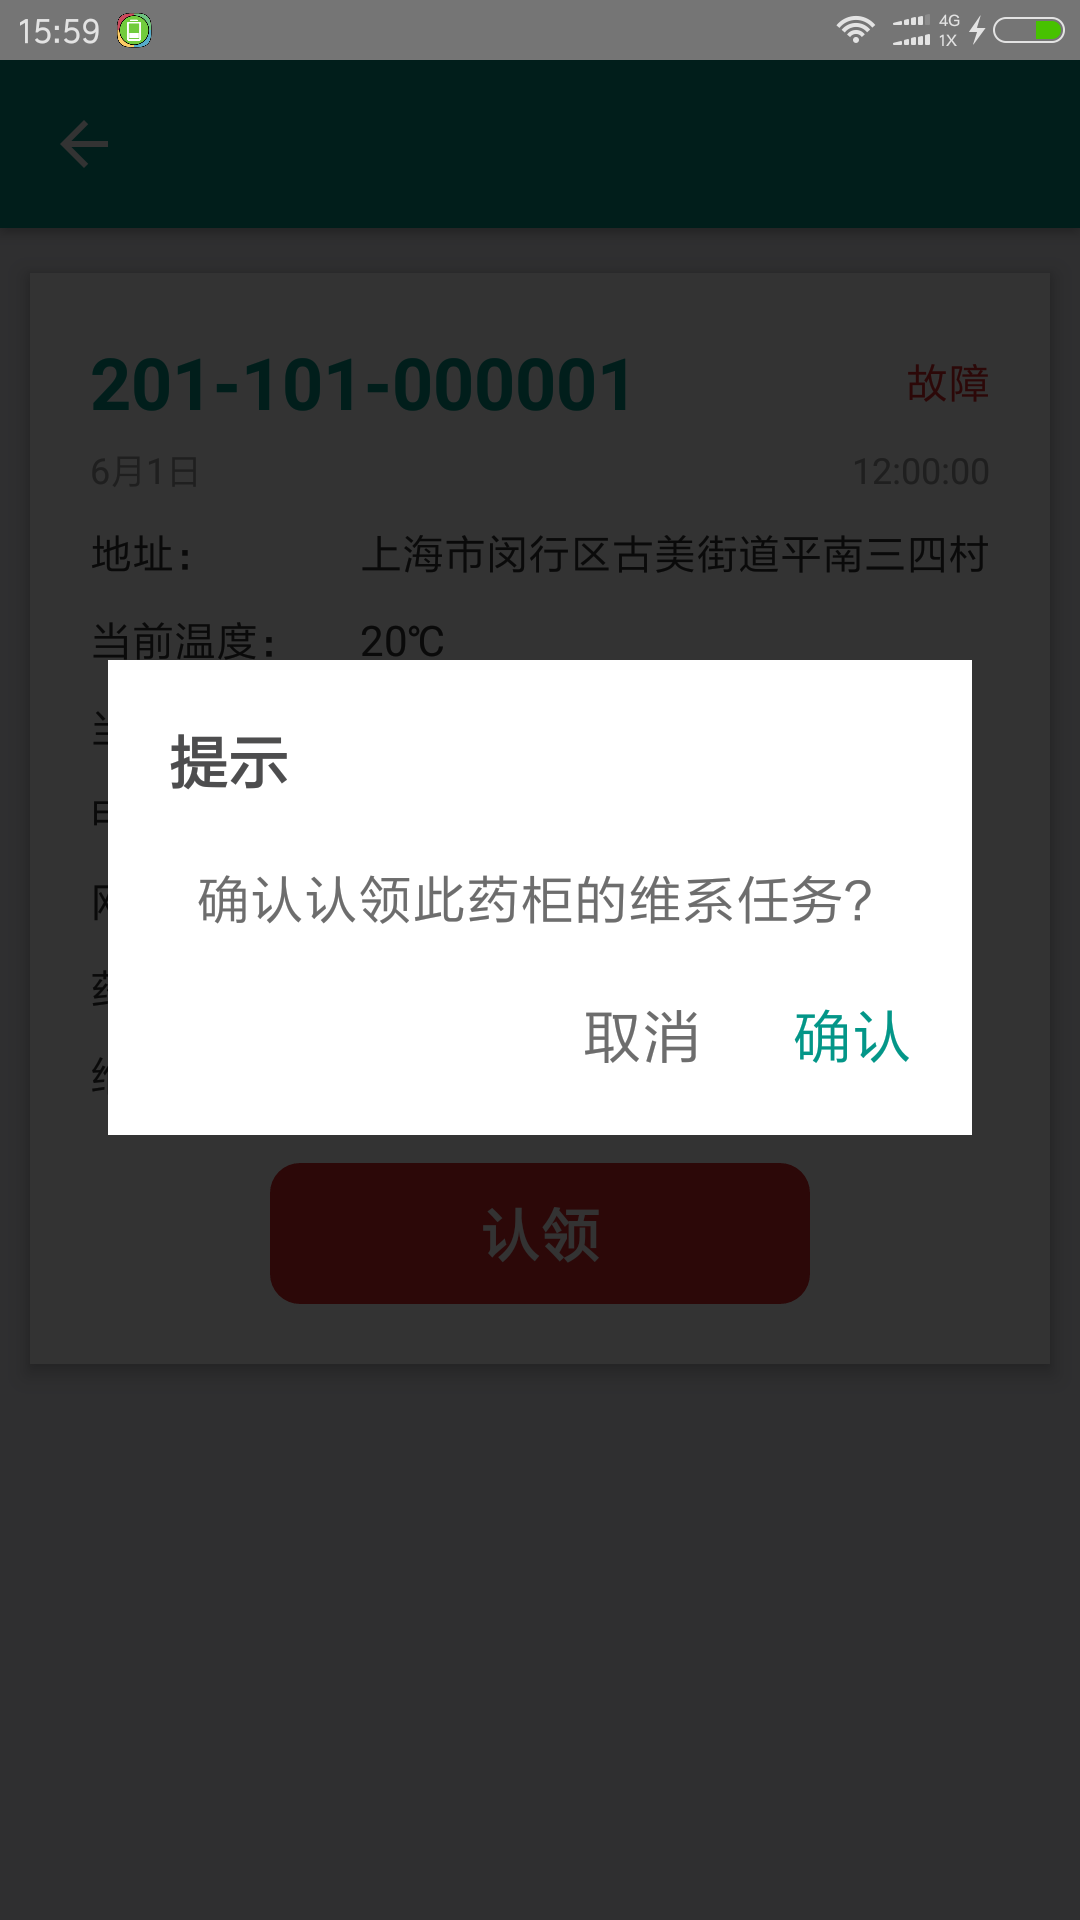 15:59
4G
1X
201-101-000001
故障
6月1日
12:00:00
地址：
上海市闵行区古美街道平南三四村
当前温度：
20℃
提示
确认认领此药柜的维系任务?
取消
确认
认领